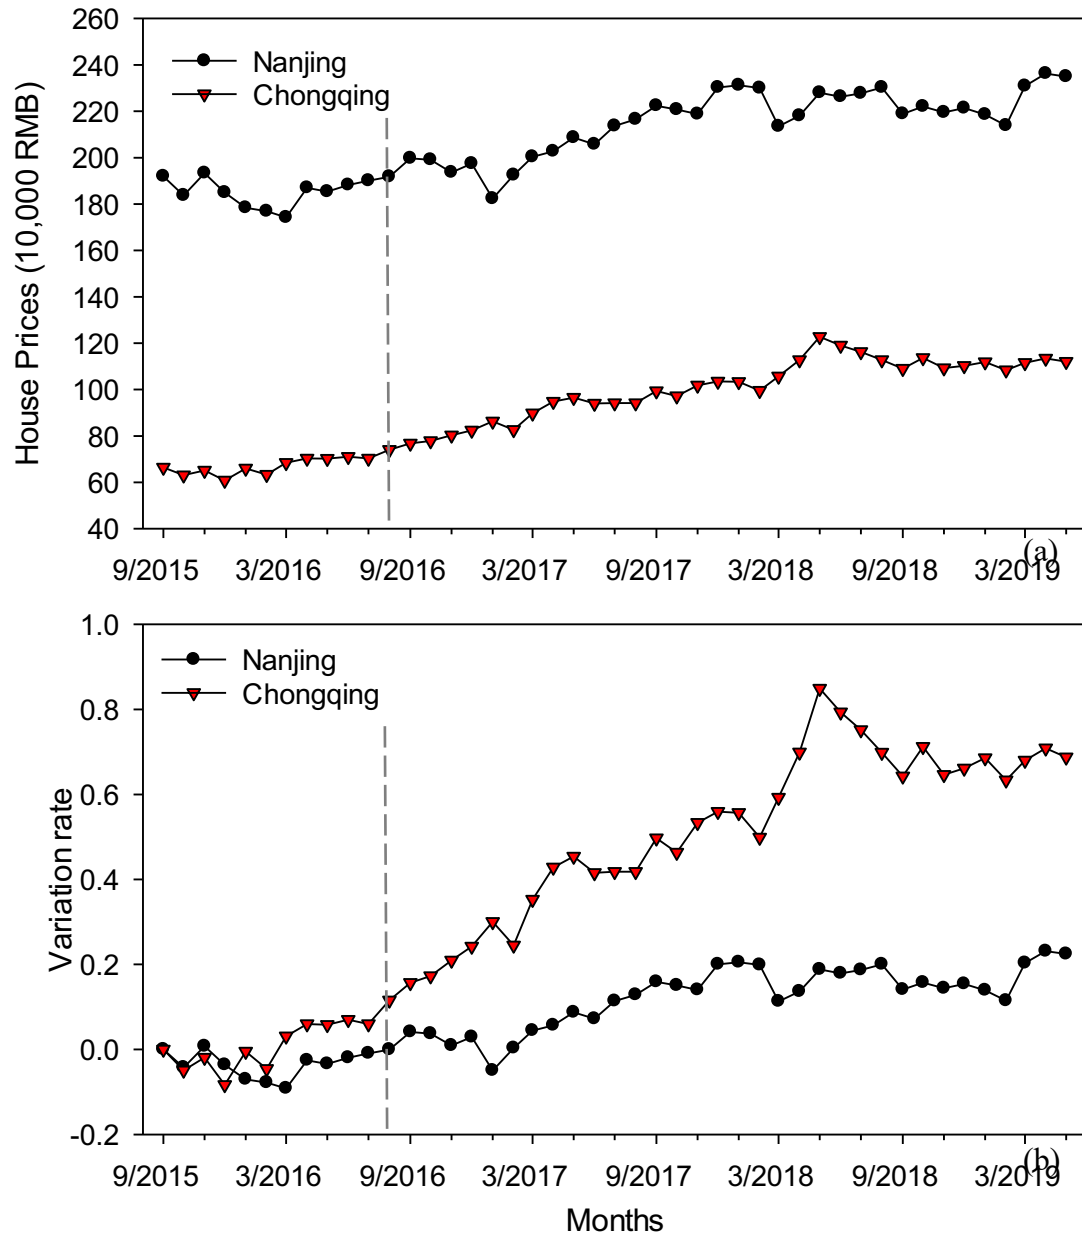 House Prices (10,000 RMB)
260
240
220
200
180
160
140
120
100
80
60
40
Nanjing
Chongqing
9/2015 3/2016 9/2016 3/2017 9/2017 3/2018 9/2018 3/2019
(a)
Variation rate
1.0
0.8
0.6
0.4
0.2
0.0
-0.2
Nanjing
Chongqing
9/2015 3/2016 9/2016 3/2017 9/2017 3/2018 9/2018 3/2019
(b)
Months